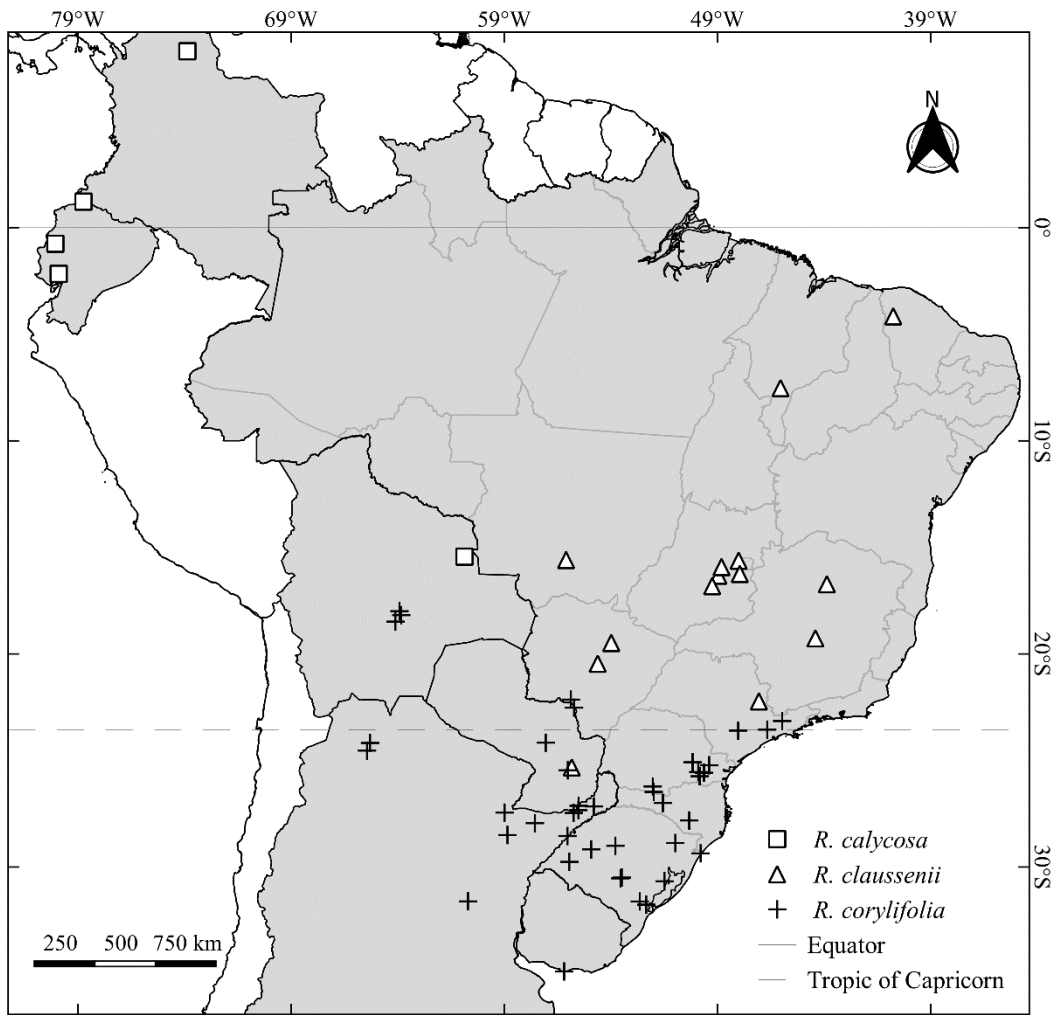 79°W 69°W 59°W 49°W 39°W
N
0°
10°S
20°S
30°S
R. calycosa
R. claussenii
R. corylifolia
Equator
Tropic of Capricorn
250 500 750 km